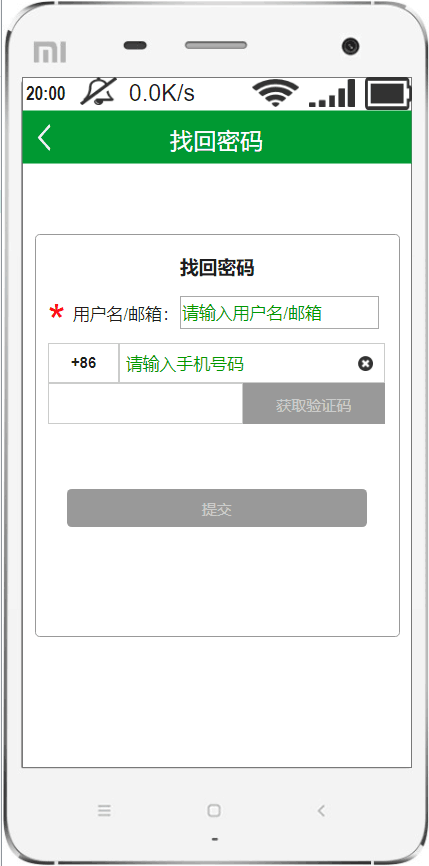 MI
20:00 0.0K/s
找回密码
找回密码
* 用户名/邮箱： 请输入用户名/邮箱
+86 请输入手机号码
获取验证码
提交